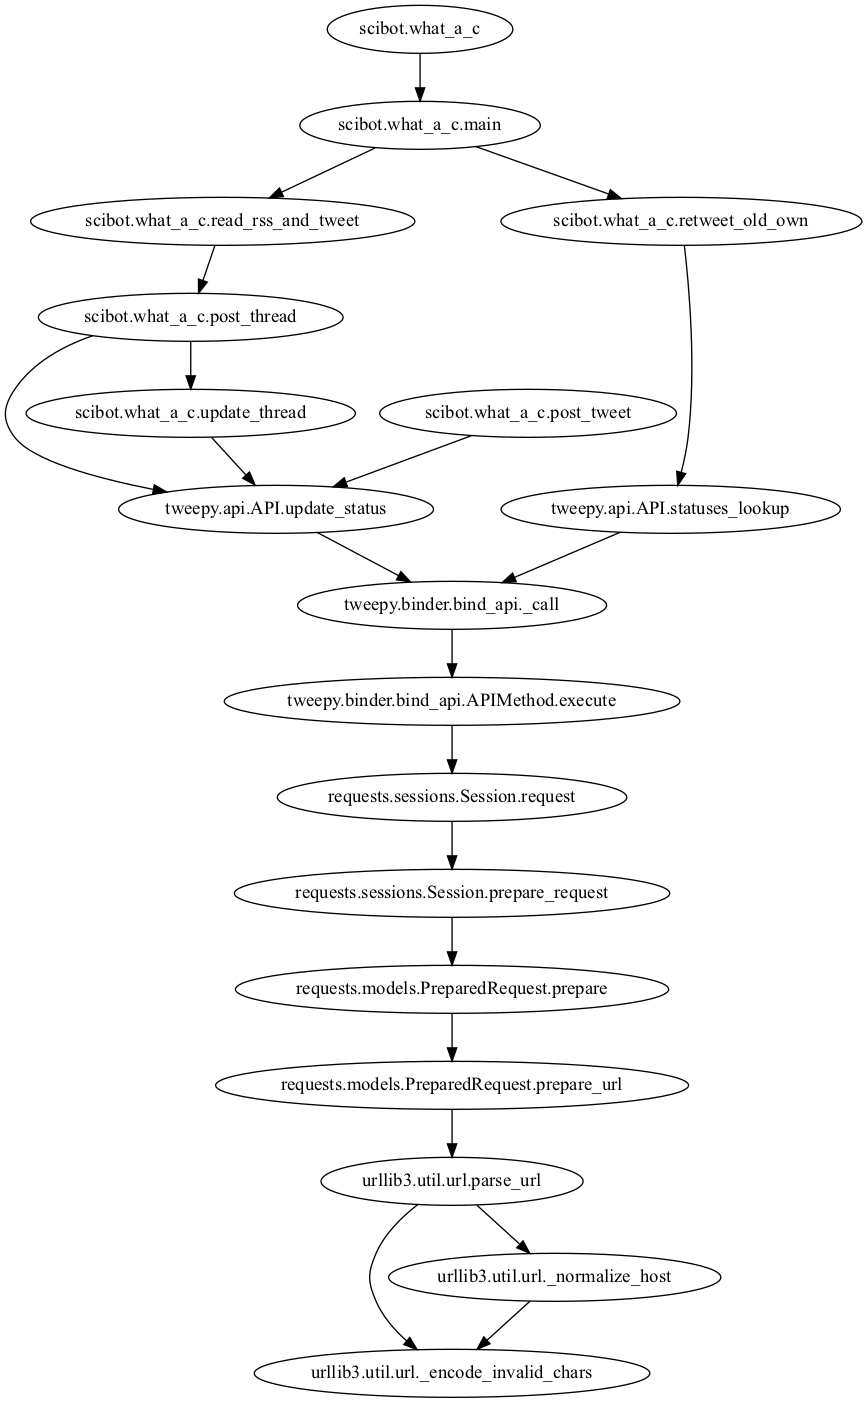 scibot.what_a_c
scibot.what_a_c.main
scibot.what_a_c.read_rss_and_tweet
scibot.what_a_c.retweet_old_own
scibot.what_a_c.post_thread
scibot.what_a_c.update_thread
scibot.what_a_c.post_tweet
tweepy.api.API.update_status
tweepy.api.API.statuses_lookup
tweepy.binder.bind_api._call
tweepy.binder.bind_api.APIMethod.execute
requests.sessions.Session.request
requests.sessions.Session.prepare_request
requests.models.PreparedRequest.prepare
requests.models.PreparedRequest.prepare_url
urllib3.util.url.parse_url
urllib3.util.url._normalize_host
urllib3.util.url._encode_invalid_chars